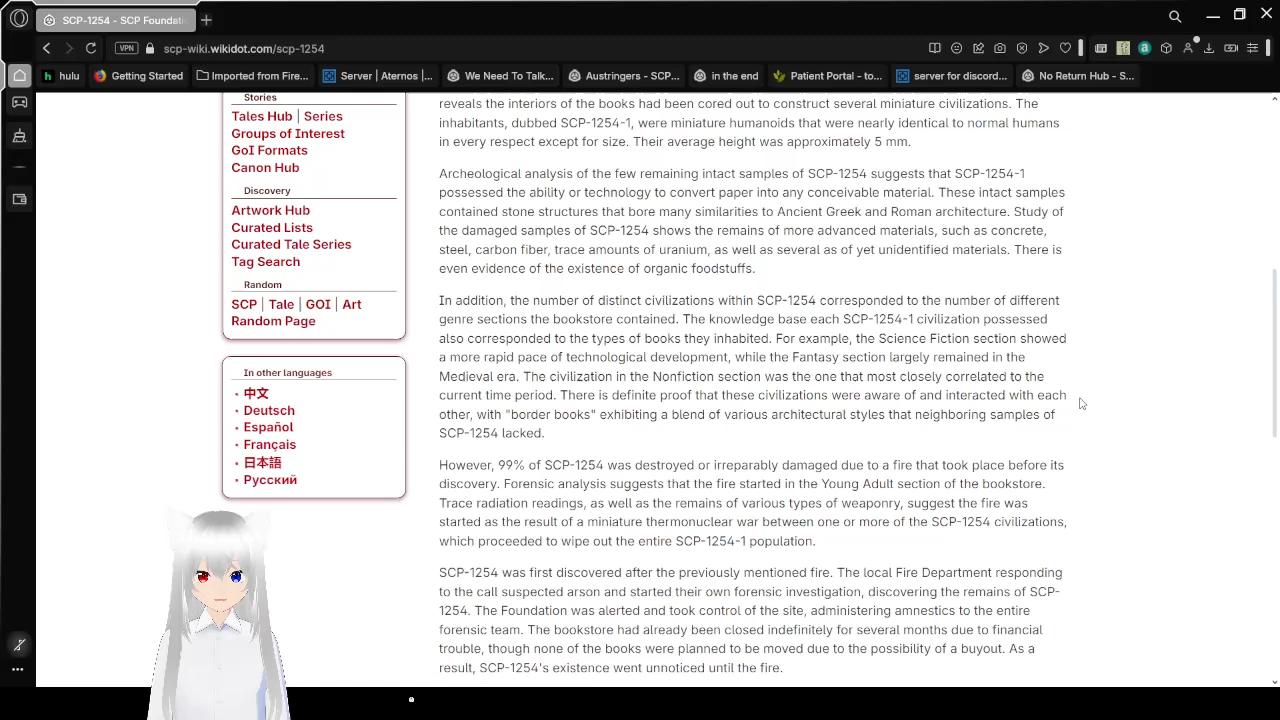 SCP-1254 - SCP Foundati
scp-wiki.wikidot.com/scp-1254
VPN
hulu
Getting Started
Imported from Fire...
Server | Aternos |...
We Need To Talk...
Austringers - SCP...
in the end
Patient Portal - to...
server for discord...
No Return Hub - S...
Stories
Tales Hub | Series
Groups of Interest
GoI Formats
Canon Hub
Discovery
Artwork Hub
Curated Lists
Curated Tale Series
Tag Search
Random
SCP | Tale | GOI | Art
Random Page
In other languages
中文
Deutsch
Español
Français
日本語
Русский
reveals the interiors of the books had been cored out to construct several miniature civilizations. The
inhabitants, dubbed SCP-1254-1, were miniature humanoids that were nearly identical to normal humans
in every respect except for size. Their average height was approximately 5 mm.
Archeological analysis of the few remaining intact samples of SCP-1254 suggests that SCP-1254-1
possessed the ability or technology to convert paper into any conceivable material. These intact samples
contained stone structures that bore many similarities to Ancient Greek and Roman architecture. Study of
the damaged samples of SCP-1254 shows the remains of more advanced materials, such as concrete,
steel, carbon fiber, trace amounts of uranium, as well as several as of yet unidentified materials. There is
even evidence of the existence of organic foodstuffs.
In addition, the number of distinct civilizations within SCP-1254 corresponded to the number of different
genre sections the bookstore contained. The knowledge base each SCP-1254-1 civilization possessed
also corresponded to the types of books they inhabited. For example, the Science Fiction section showed
a more rapid pace of technological development, while the Fantasy section largely remained in the
Medieval era. The civilization in the Nonfiction section was the one that most closely correlated to the
current time period. There is definite proof that these civilizations were aware of and interacted with each
other, with "border books" exhibiting a blend of various architectural styles that neighboring samples of
SCP-1254 lacked.
However, 99% of SCP-1254 was destroyed or irreparably damaged due to a fire that took place before its
discovery. Forensic analysis suggests that the fire started in the Young Adult section of the bookstore.
Trace radiation readings, as well as the remains of various types of weaponry, suggest the fire was
started as the result of a miniature thermonuclear war between one or more of the SCP-1254 civilizations,
which proceeded to wipe out the entire SCP-1254-1 population.
SCP-1254 was first discovered after the previously mentioned fire. The local Fire Department responding
to the call suspected arson and started their own forensic investigation, discovering the remains of SCP-
1254. The Foundation was alerted and took control of the site, administering amnestics to the entire
forensic team. The bookstore had already been closed indefinitely for several months due to financial
trouble, though none of the books were planned to be moved due to the possibility of a buyout. As a
result, SCP-1254's existence went unnoticed until the fire.